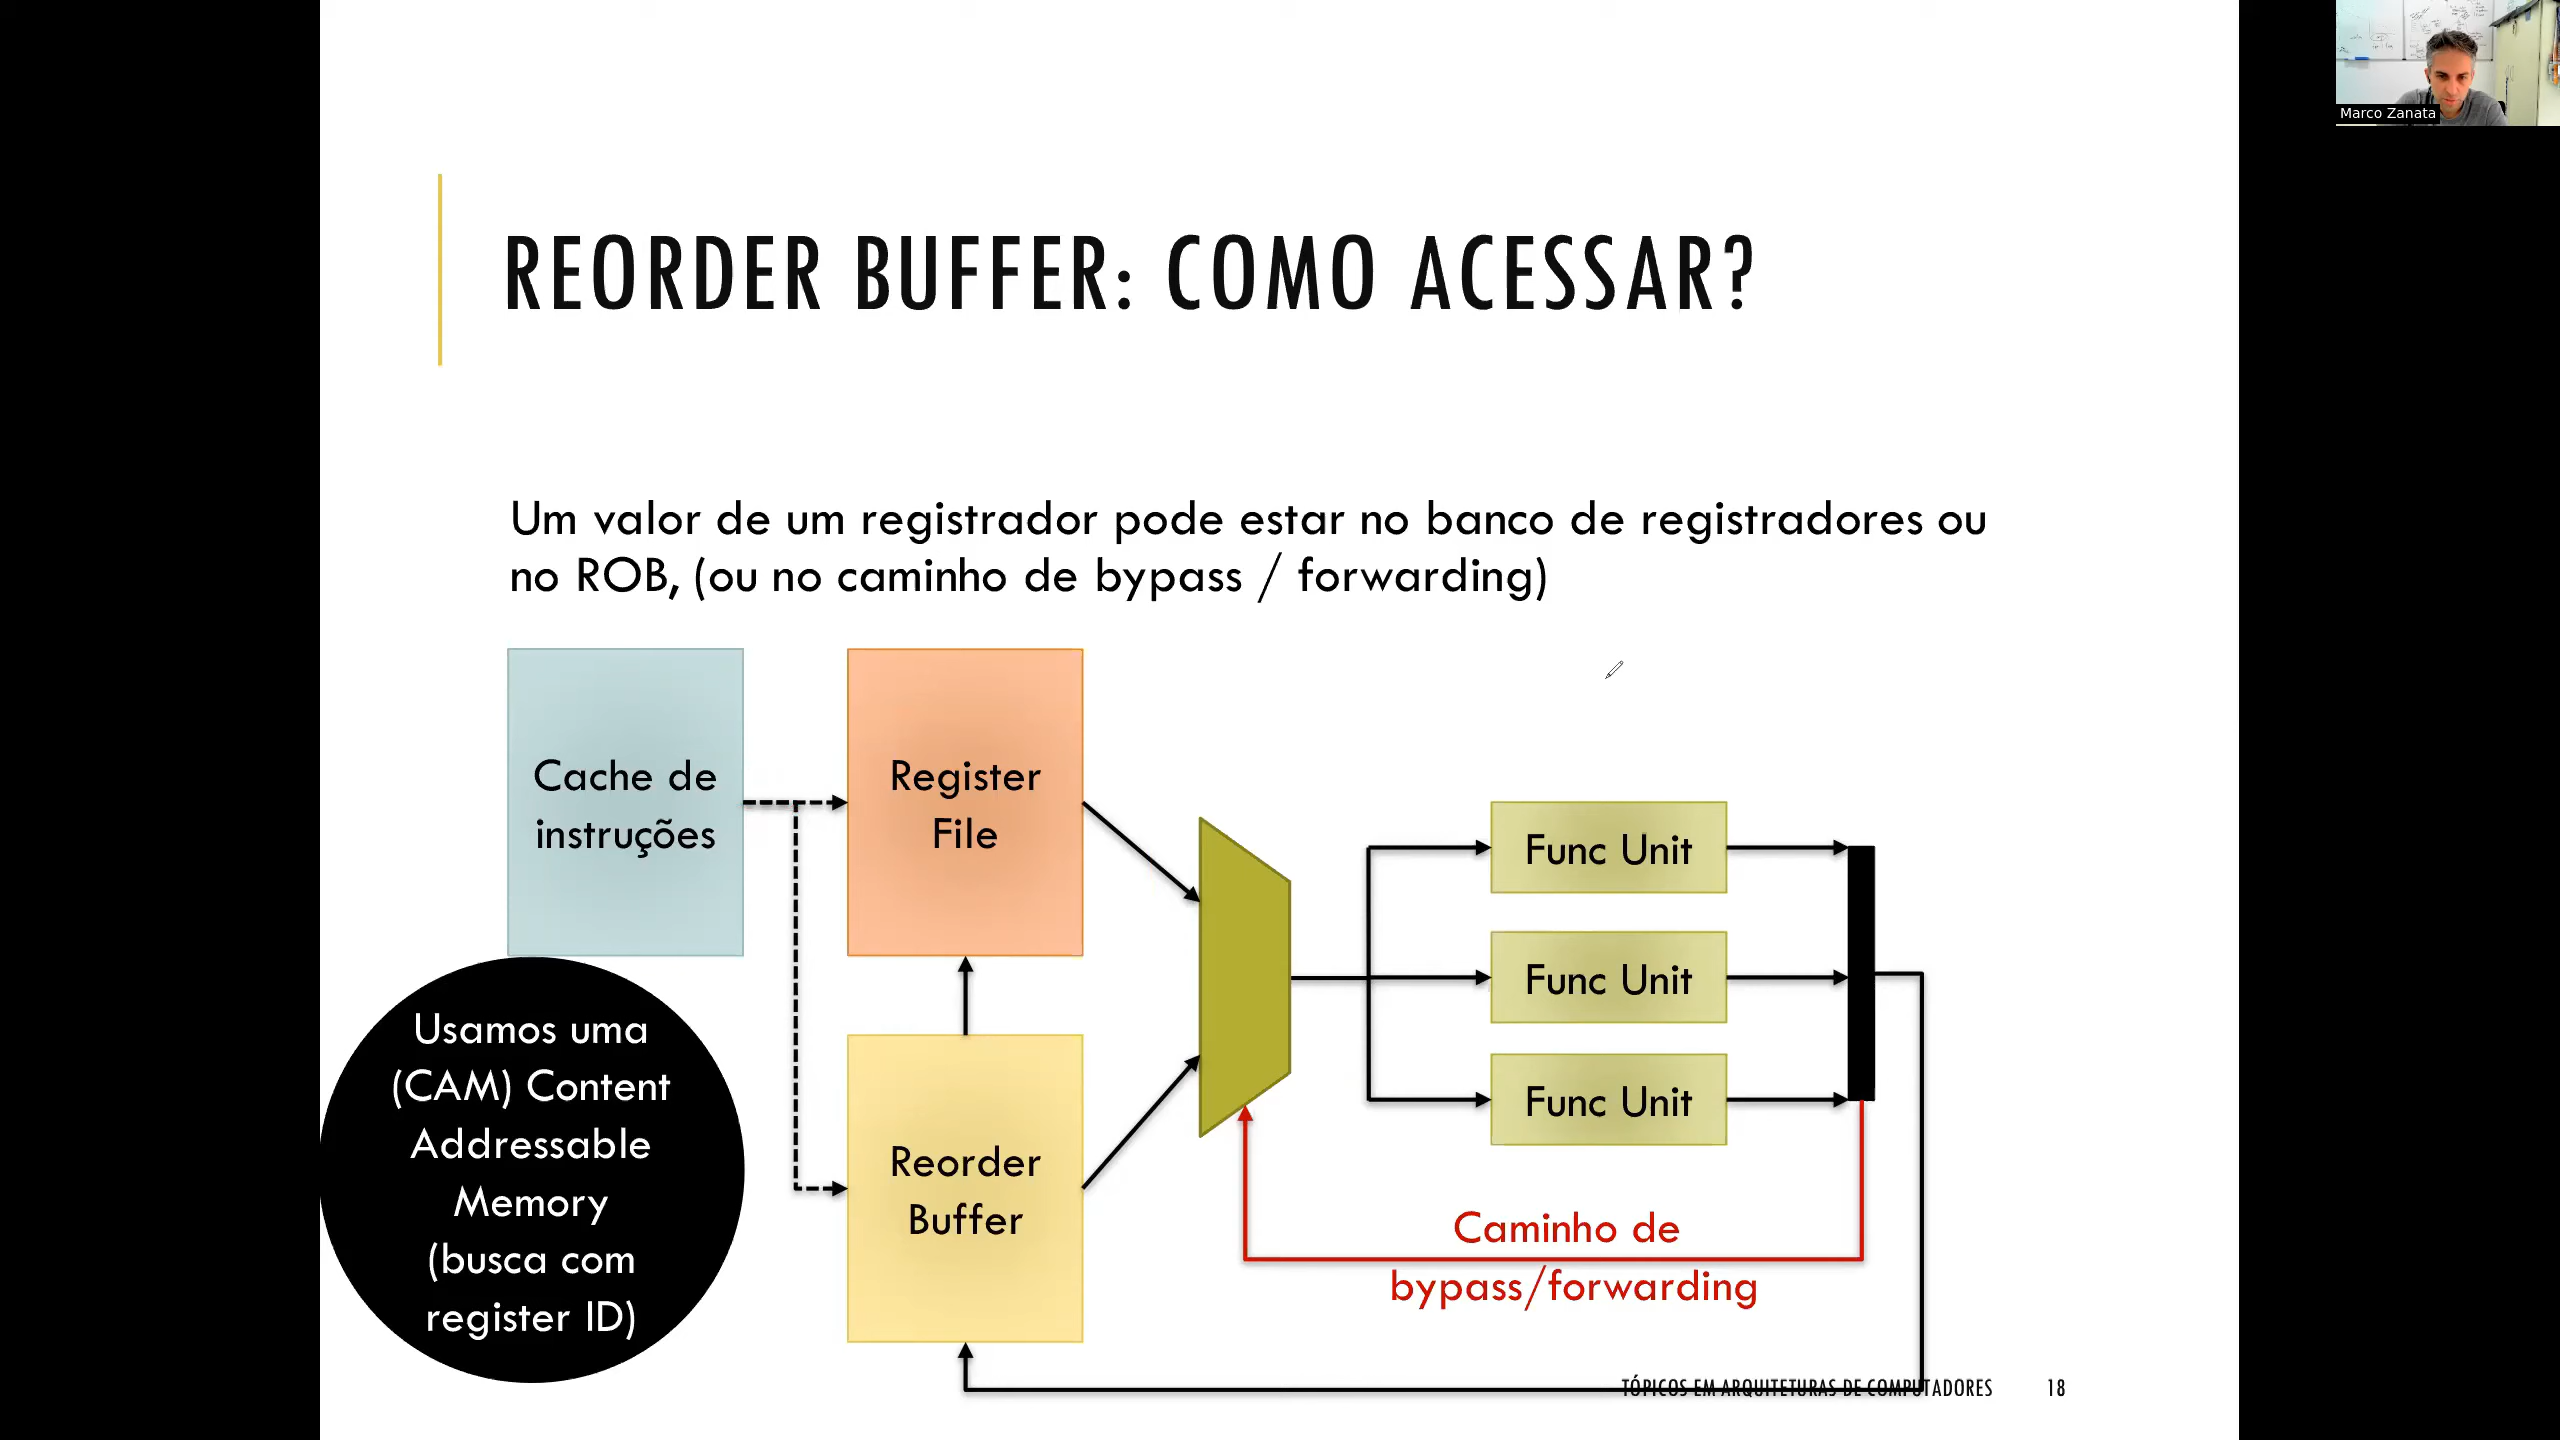 Marco Zanata
REORDER BUFFER: COMO ACESSAR?
Um valor de um registrador pode estar no banco de registradores ou
no ROB, (ou no caminho de bypass / forwarding)
Cache de
instruções
Register
File
Func Unit
Func Unit
Func Unit
Usamos uma
(CAM) Content
Addressable
Memory
(busca com
register ID)
Reorder
Buffer
Caminho de
bypass/forwarding
TÓPICOS EM ARQUITETURAS DE COMPUTADORES
18